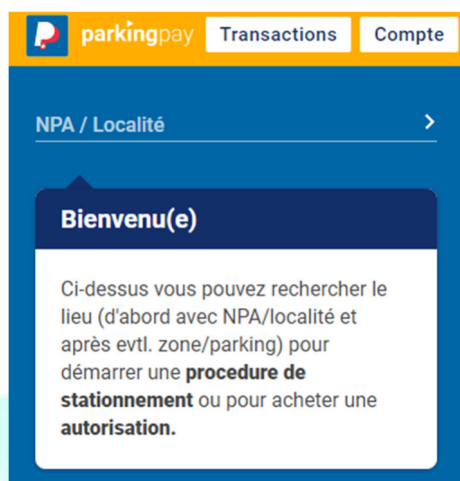 parkingpay Transactions Compte
NPA / Localité
Bienvenu(e)
Ci-dessus vous pouvez rechercher le
lieu (d'abord avec NPA/localité et
après evtl. zone/parking) pour
démarrer une procedure de
stationnement ou pour acheter une
autorisation.